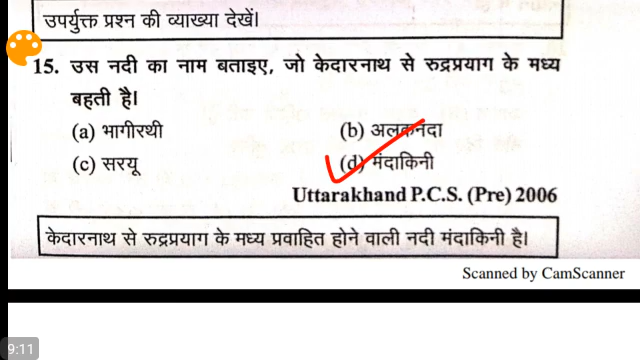 उपर्युक्त प्रश्न की व्याख्या देखें।
15. उस नदी का नाम बताइए, जो केदारनाथ से रुद्रप्रयाग के मध्य
बहती है।
(a) भागीरथी (b) अलकनंदा
(c) सरयू (d) मंदाकिनी
Uttarakhand P.C.S. (Pre) 2006
केदारनाथ से रुद्रप्रयाग के मध्य प्रवाहित होने वाली नदी मंदाकिनी है।
Scanned by CamScanner
9:11